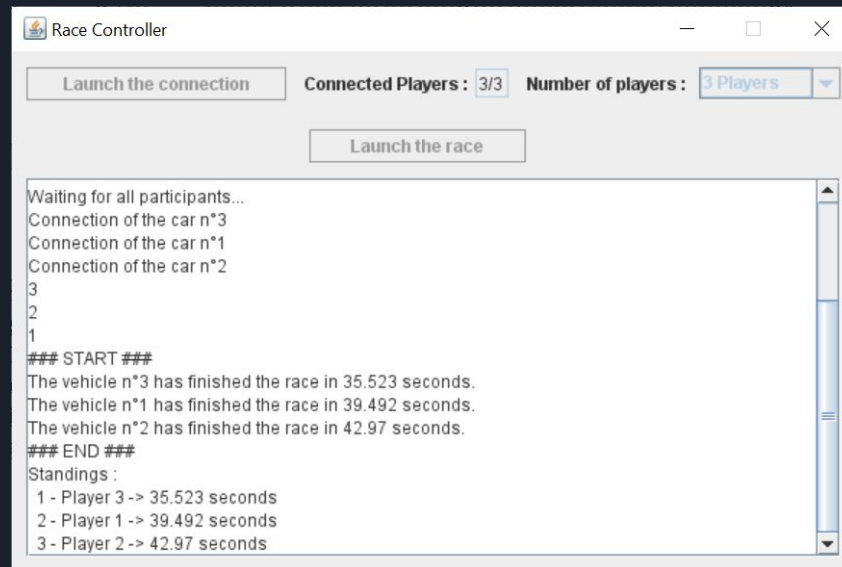 Race Controller
Launch the connection Connected Players : 3/3 Number of players : 3 Players
Launch the race
Waiting for all participants...
Connection of the car n°3
Connection of the car n°1
Connection of the car n°2
3
2
1
### START ###
The vehicle n°3 has finished the race in 35.523 seconds.
The vehicle n°1 has finished the race in 39.492 seconds.
The vehicle n°2 has finished the race in 42.97 seconds.
### END ###
Standings :
1 - Player 3 -> 35.523 seconds
2 - Player 1 -> 39.492 seconds
3 - Player 2 -> 42.97 seconds